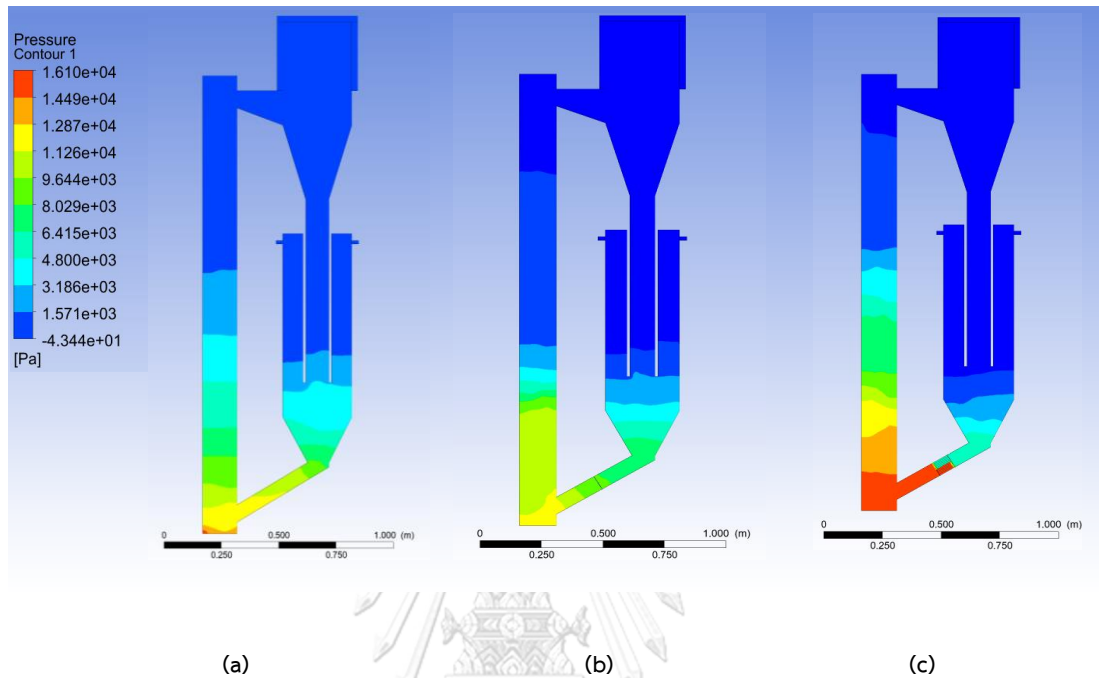 Pressure
Contour 1
1.610e+04
1.449e+04
1.287e+04
1.126e+04
9.644e+03
8.029e+03
6.415e+03
4.800e+03
3.186e+03
1.571e+03
-4.344e+01
[Pa]
0 0.500 1.000 (m)
0.250 0.750
0 0.500 1.000 (m)
0.250 0.750
0 0.500 1.000 (m)
0.250 0.750
(a) (b) (c)